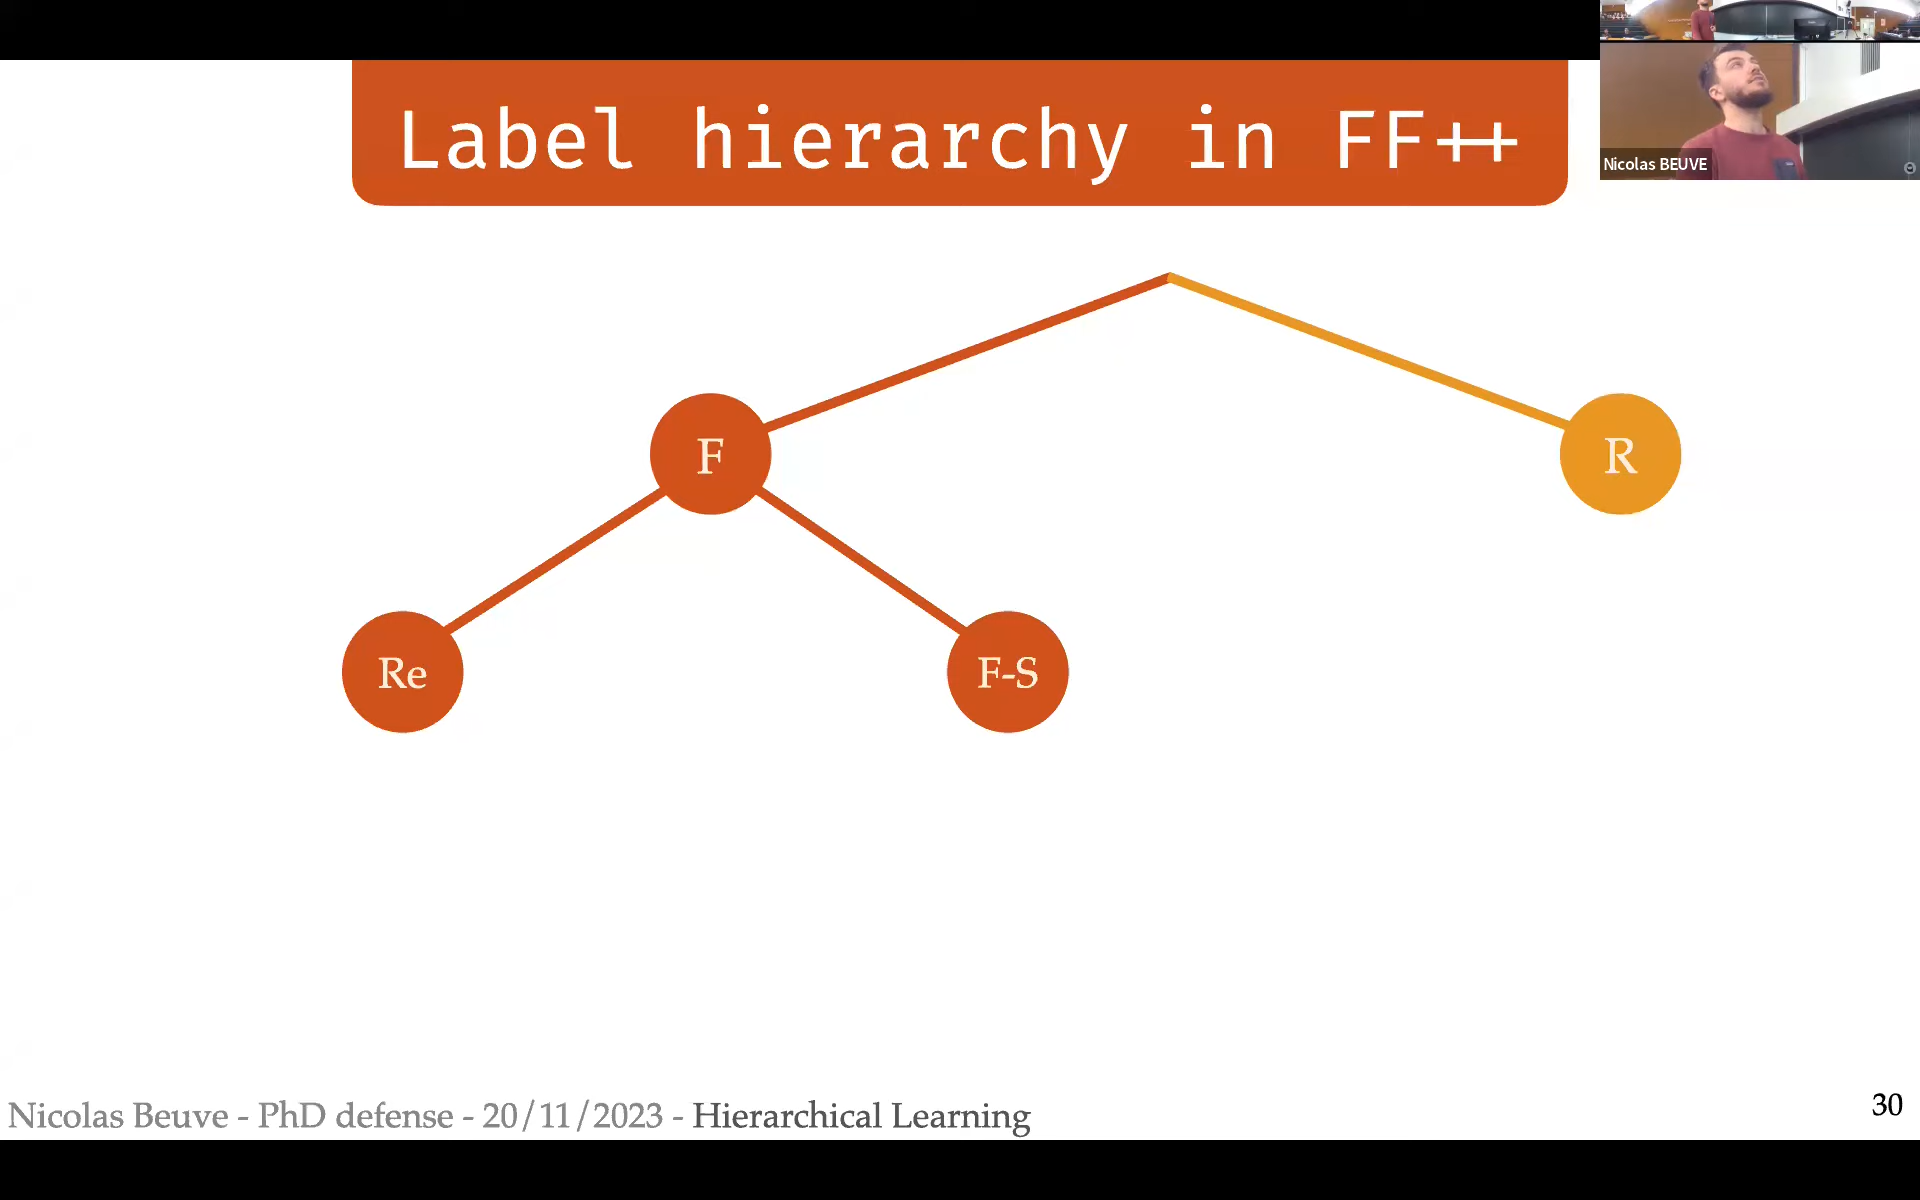 Label hierarchy in FF++
Nicolas BEUVE
F
R
Re
F-S
Nicolas Beuve - PhD defense - 20/11/2023 - Hierarchical Learning
30